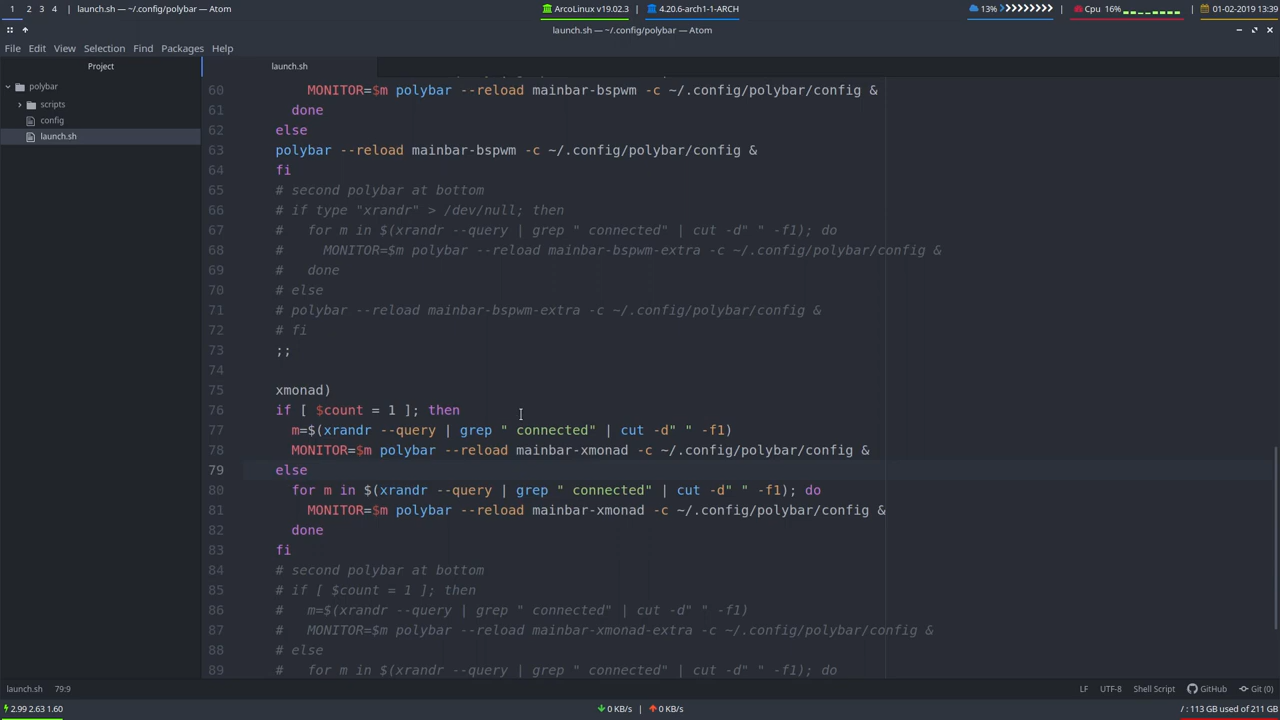 1 2 3 4 | launch.sh — ~/.config/polybar — Atom
ArcoLinux v19.02.3
4.20.6-arch1-1-ARCH
13%
Cpu 16%
01-02-2019 13:39
launch.sh — ~/.config/polybar — Atom
File Edit View Selection Find Packages Help
Project
launch.sh
polybar
scripts
config
launch.sh
60 MONITOR=$m polybar --reload mainbar-bspwm -c ~/.config/polybar/config &
61 done
62 else
63 polybar --reload mainbar-bspwm -c ~/.config/polybar/config &
64 fi
65 # second polybar at bottom
66 # if type "xrandr" > /dev/null; then
67 #   for m in $(xrandr --query | grep " connected" | cut -d" " -f1); do
68 #     MONITOR=$m polybar --reload mainbar-bspwm-extra -c ~/.config/polybar/config &
69 #   done
70 # else
71 # polybar --reload mainbar-bspwm-extra -c ~/.config/polybar/config &
72 # fi
73 ;;
74
75 xmonad)
76 if [ $count = 1 ]; then
77 m=$(xrandr --query | grep " connected" | cut -d" " -f1)
78 MONITOR=$m polybar --reload mainbar-xmonad -c ~/.config/polybar/config &
79 else
80 for m in $(xrandr --query | grep " connected" | cut -d" " -f1); do
81 MONITOR=$m polybar --reload mainbar-xmonad -c ~/.config/polybar/config &
82 done
83 fi
84 # second polybar at bottom
85 # if [ $count = 1 ]; then
86 #   m=$(xrandr --query | grep " connected" | cut -d" " -f1)
87 #   MONITOR=$m polybar --reload mainbar-xmonad-extra -c ~/.config/polybar/config &
88 # else
89 #   for m in $(xrandr --query | grep " connected" | cut -d" " -f1); do
launch.sh 79:9
LF UTF-8 Shell Script GitHub Git (0)
2.99 2.63 1.60
0 KB/s | 0 KB/s
/ : 113 GB used of 211 GB